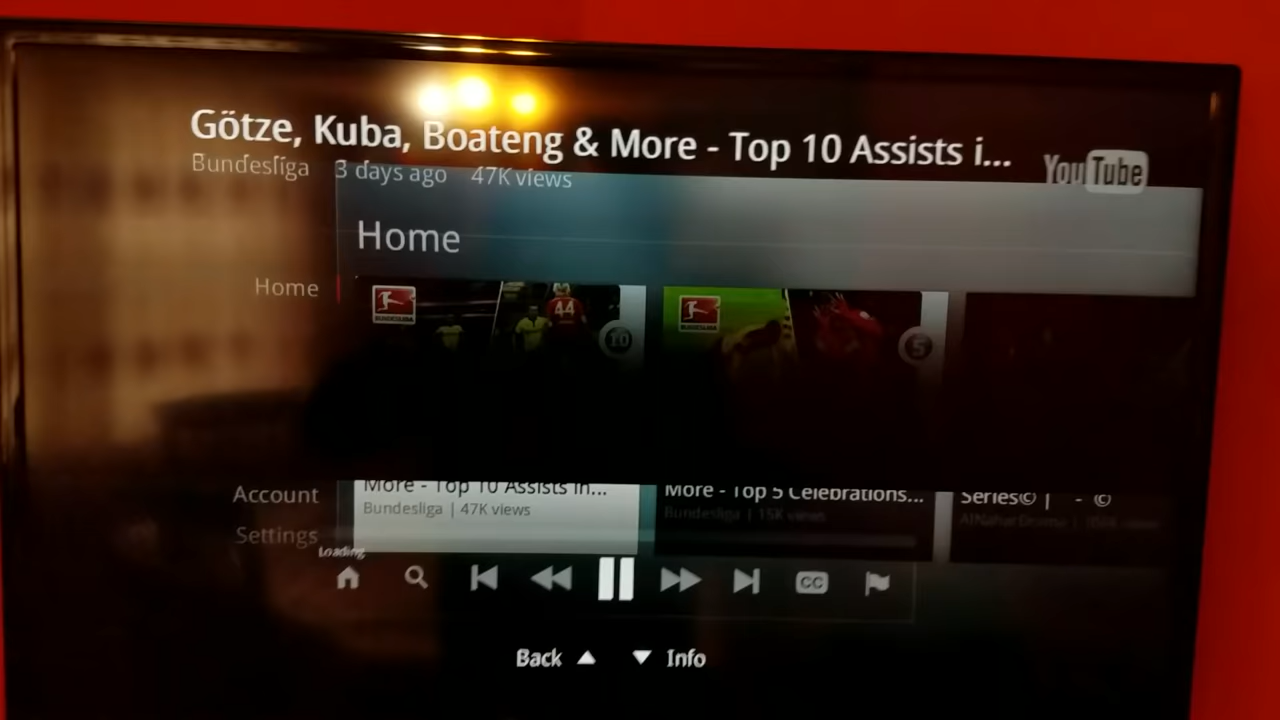 Götze, Kuba, Boateng & More - Top 10 Assists i...
Bundesliga 3 days ago 47K views
YouTube
Home
Home
BUNDESLIGA
44
10
BUNDESLIGA
5
Account
Settings
More - Top 10 Assists in...
Bundesliga | 47K views
More - Top 5 Celebrations...
Bundesliga | 15K views
Series© | - ©
Loading
CC
Back
Info